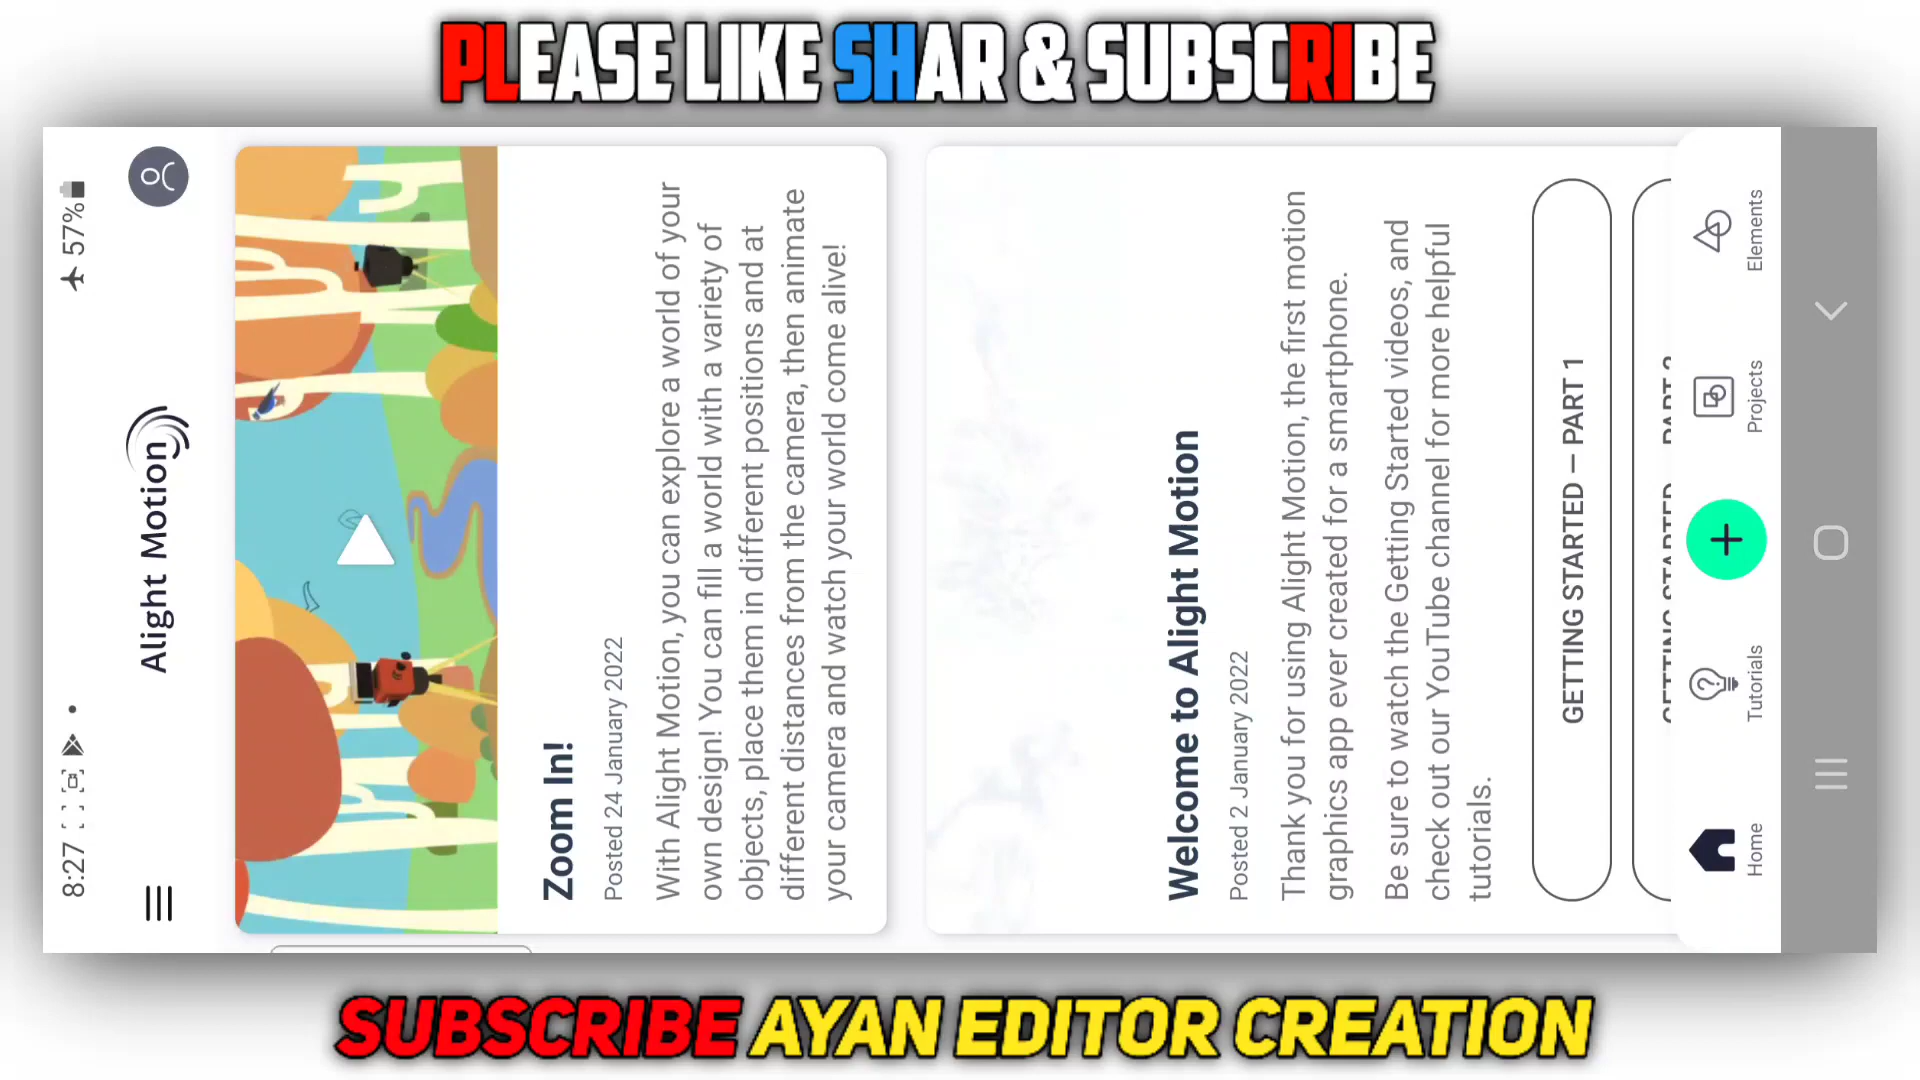 PLEASE LIKE SHAR & SUBSCRIBE
8:27
57%
Alight Motion
Zoom In!
Posted 24 January 2022
With Alight Motion, you can explore a world of your
own design! You can fill a world with a variety of
objects, place them in different positions and at
different distances from the camera, then animate
your camera and watch your world come alive!
Welcome to Alight Motion
Posted 2 January 2022
Thank you for using Alight Motion, the first motion
graphics app ever created for a smartphone.
Be sure to watch the Getting Started videos, and
check out our YouTube channel for more helpful
tutorials.
GETTING STARTED – PART 1
Home
Tutorials
Projects
Elements
SUBSCRIBE AYAN EDITOR CREATION